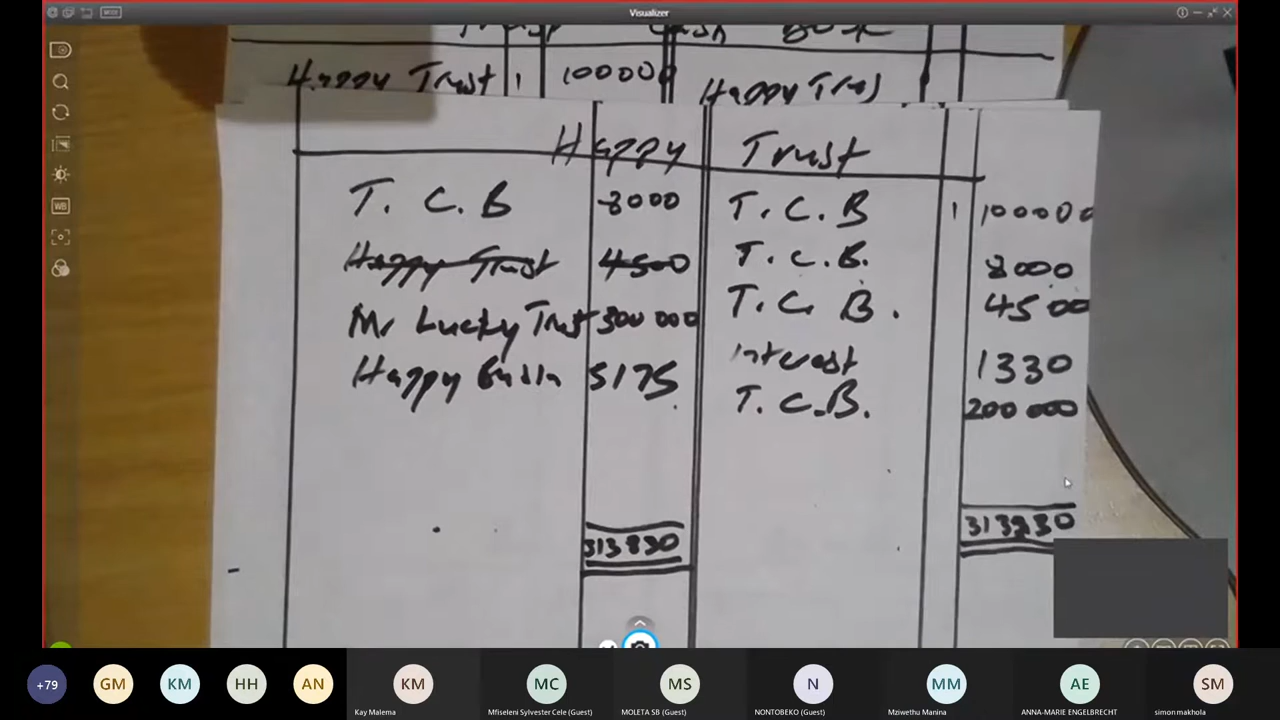 Visualizer
Trust Cash Book
Happy Trust 1 100000 Happy Trus
Happy Trust
T. C. B 8000 T. C. B 1 100000
Happy Trust 4500 T. C. B. 8000
Mr Lucky Trust 300 000 T. C B. 4500
Happy 5175 Interest 1330
T. C. B. 200 000
313830 313830
+79 GM KM HH AN KM MC MS N MM AE SM
Kay Malema Mfiseleni Sylvester Cele (Guest) MOLETA SB (Guest) NONTOBEKO (Guest) Mziwethu Manina ANNA-MARIE ENGELBRECHT simon makhola